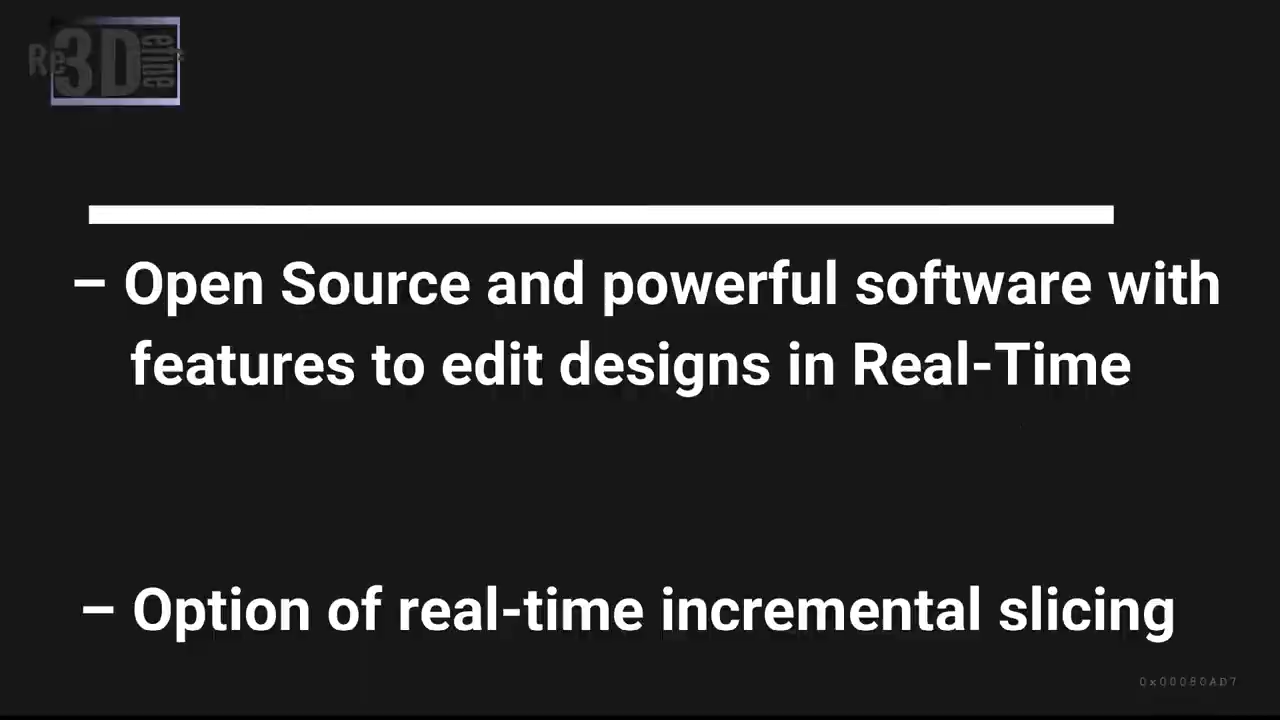 Re3Define
– Open Source and powerful software with
features to edit designs in Real-Time
– Option of real-time incremental slicing
0x00080AD7